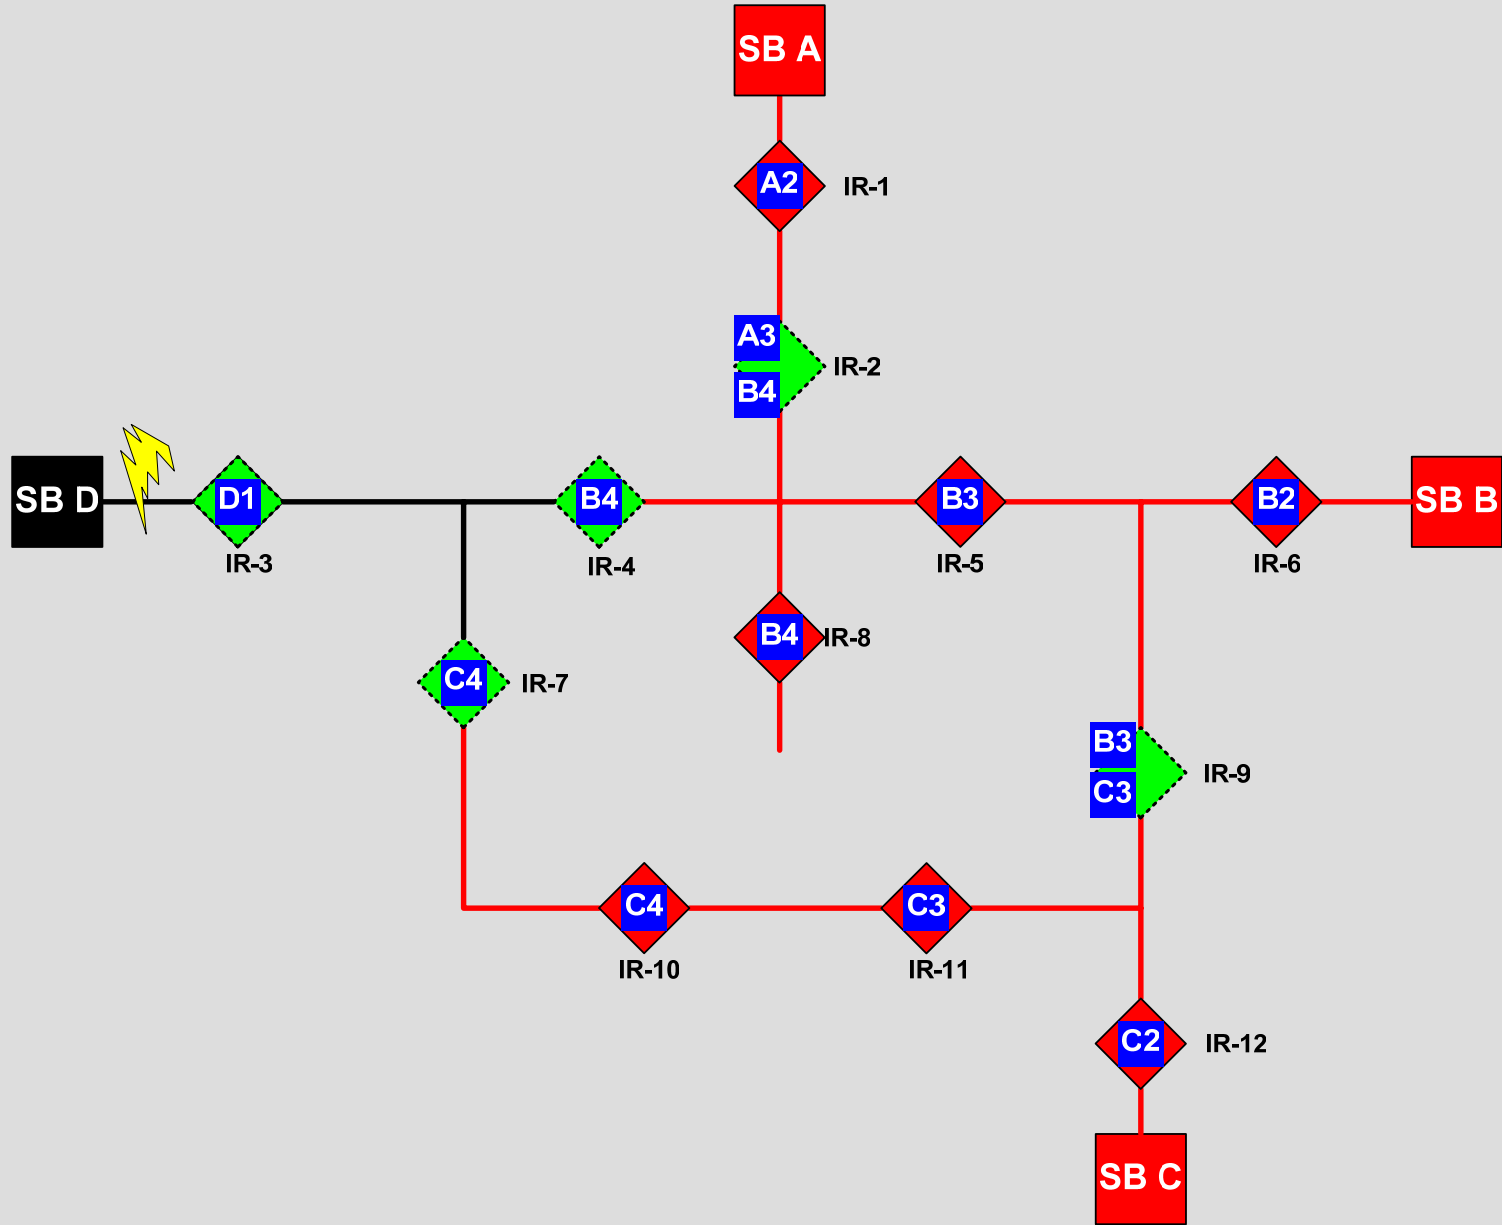 SB A
A2
IR-1
A3
IR-2
B4
SB D
D1
B4
B3
B2
SB B
IR-3
IR-4
IR-5
IR-6
B4
IR-8
C4
IR-7
B3
IR-9
C3
C4
C3
IR-10
IR-11
C2
IR-12
SB C